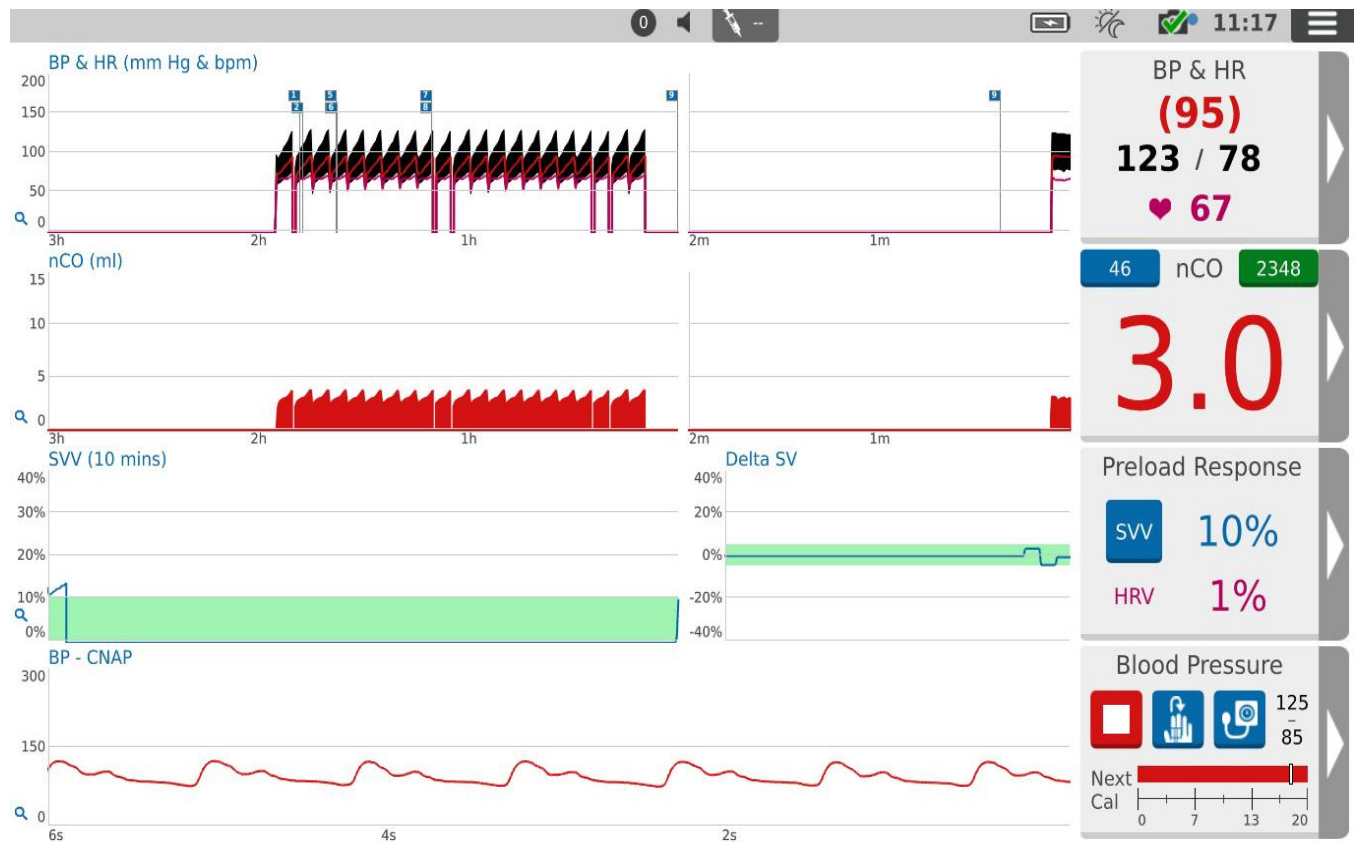 0 -- 11:17
BP & HR (mm Hg & bpm)
200
150
100
50
0
1 5 7 9 9
2 6 8
3h 2h 1h 2m 1m
BP & HR
(95)
123 / 78
67
nCO (ml)
15
10
5
0
3h 2h 1h 2m 1m
46 nCO 2348
3.0
SVV (10 mins)
40%
30%
20%
10%
0%
Delta SV
40%
20%
0%
-20%
-40%
Preload Response
SVV 10%
HRV 1%
BP - CNAP
300
150
0
6s 4s 2s
Blood Pressure
125
–
85
Next
Cal
0 7 13 20